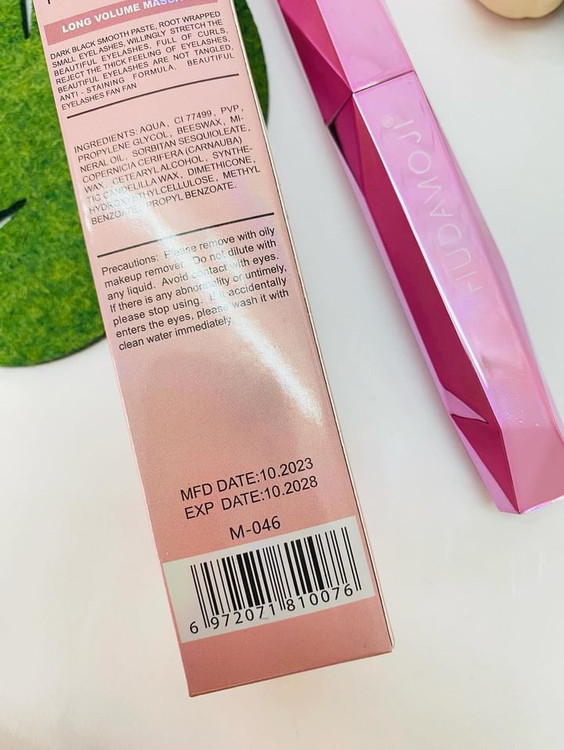 LONG VOLUME
DARK BLACK SMOOTH PASTE, ROOT WRAPPED
SMALL EYELASHES, WILLINGLY STRETCH THE
BEAUTIFUL EYELASHES, FULL OF CURLS,
REJECT THE THICK FEELING OF EYELASHES,
BEAUTIFUL EYELASHES ARE NOT TANGLED,
ANTI - STAINING FORMULA, BEAUTIFUL
EYELASHES FAN FAN
INGREDIENTS: AQUA, CI 77499, PVP,
PROPYLENE GLYCOL, BEESWAX, MI-
NERAL OIL, SORBITAN SESQUIOLEATE,
COPERNICIA CERIFERA (CARNAUBA)
WAX, CETEARYL ALCOHOL, SYNTHE-
TIC CANDELILLA WAX, DIMETHICONE,
HYDROXYETHYLCELLULOSE, METHYL
BENZOATE, PROPYL BENZOATE.
Precautions: Please remove with oily
makeup remover. Do not dilute with
any liquid. Avoid contact with eyes.
If there is any abnormality or untimely,
please stop using. If it accidentally
enters the eyes, please wash it with
clean water immediately
MFD DATE:10.2023
EXP DATE:10.2028
M-046
6 972071 810076
HUDAMOJI®